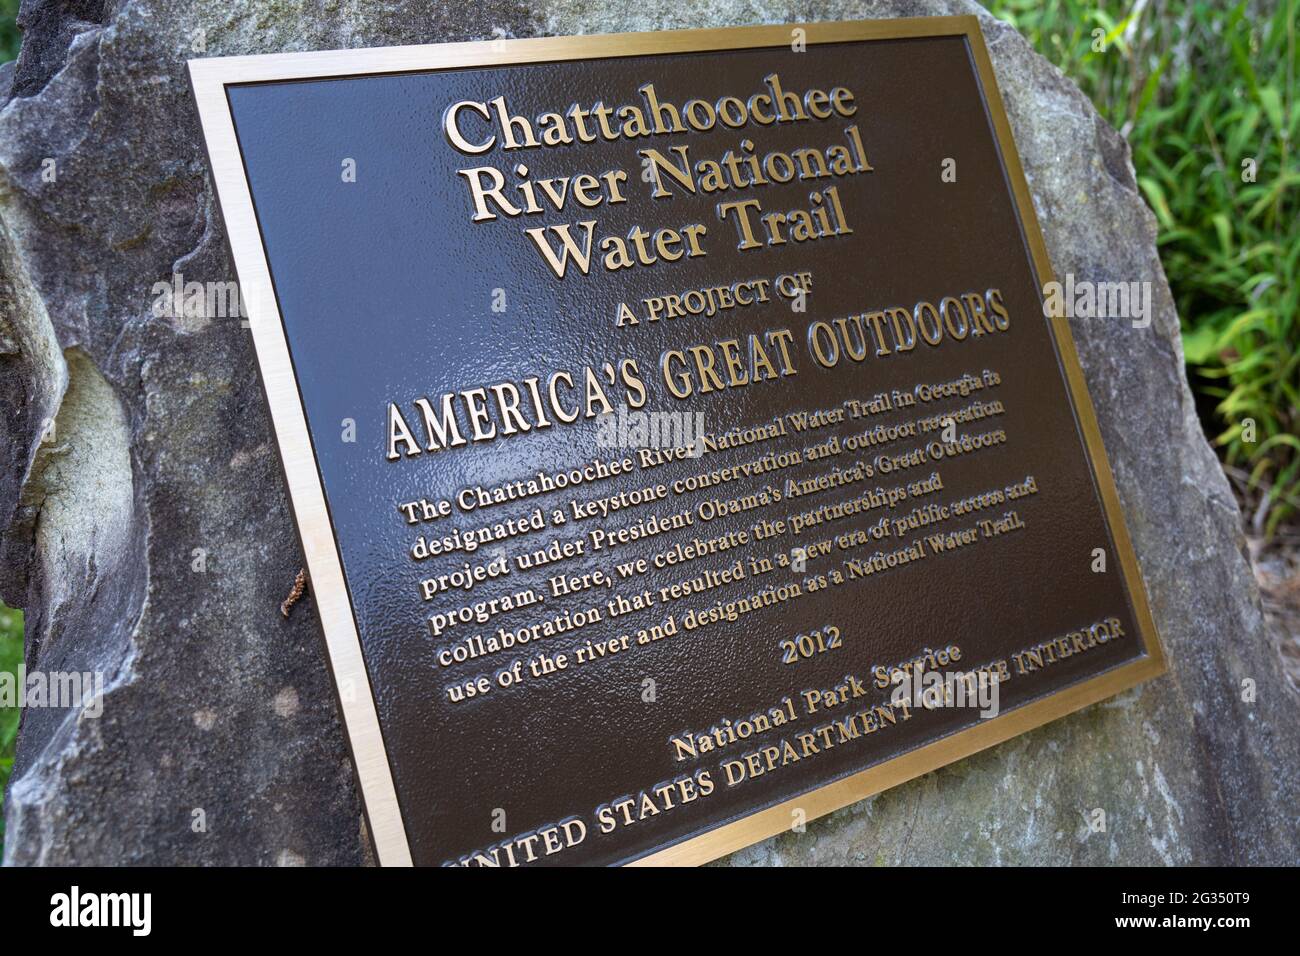 Chattahoochee
River National
Water Trail
A PROJECT OF
AMERICA'S GREAT OUTDOORS
The Chattahoochee River National Water Trail in Georgia is
designated a keystone conservation and outdoor recreation
project under President Obama's America's Great Outdoors
program. Here, we celebrate the partnerships and
collaboration that resulted in a new era of public access and
use of the river and designation as a National Water Trail.
2012
National Park Service
UNITED STATES DEPARTMENT OF THE INTERIOR
alamy
alamy
Image ID: 2G350T9
www.alamy.com